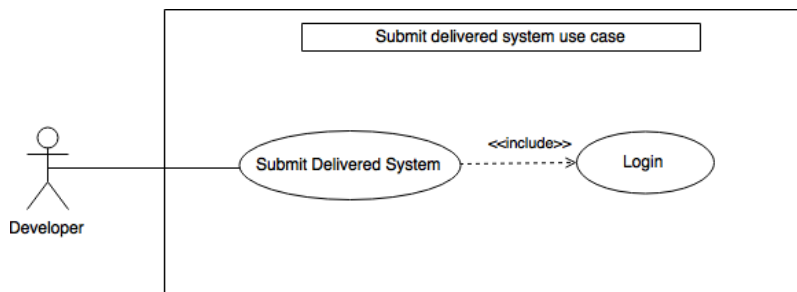 Submit delivered system use case
<<include>>
Submit Delivered System
Login
Developer